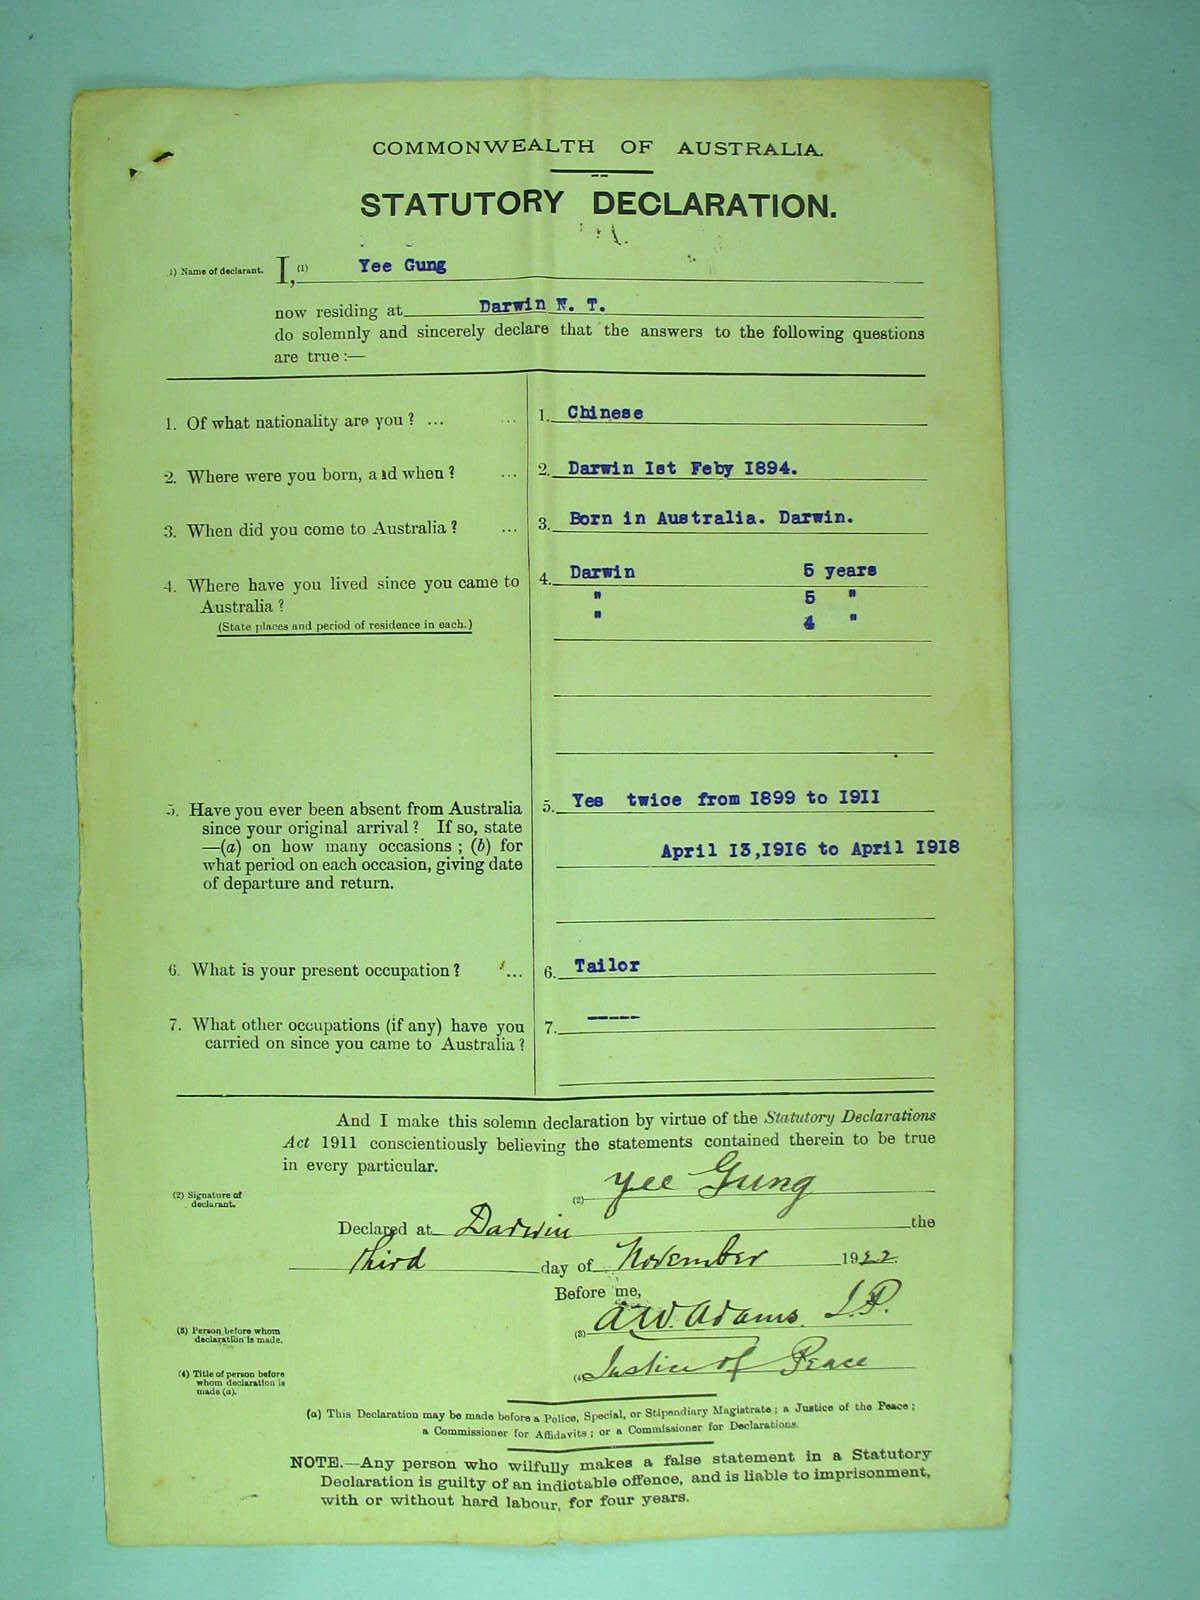 COMMONWEALTH OF AUSTRALIA.
STATUTORY DECLARATION.
(1) Name of declarant. I, (1) Yee Gung
now residing at Darwin N. T.
do solemnly and sincerely declare that the answers to the following questions
are true :—
1. Of what nationality are you ? ... ... 1. Chinese
2. Where were you born, and when ? ... 2. Darwin Ist Feby I894.
3. When did you come to Australia ? ... 3. Born in Australia. Darwin.
4. Where have you lived since you came to 4. Darwin 5 years
Australia ? " 5 "
(State places and period of residence in each.) " 4 "
5. Have you ever been absent from Australia 5. Yes twice from I899 to I9II
since your original arrival ? If so, state
—(a) on how many occasions ; (b) for April I3,I9I6 to April I9I8
what period on each occasion, giving date
of departure and return.
6. What is your present occupation ? ... 6. Tailor
7. What other occupations (if any) have you 7. -----
carried on since you came to Australia ?
And I make this solemn declaration by virtue of the Statutory Declarations
Act 1911 conscientiously believing the statements contained therein to be true
in every particular.
(2) Signature of
declarant. (2) Yee Gung
Declared at Darwin the
third day of November 1922.
Before me,
(3) Person before whom
declaration is made. (3) A.W. Adams. J.P.
(4) Title of person before
whom declaration is
made (a). (4) Justice of Peace
(a) This Declaration may be made before a Police, Special, or Stipendiary Magistrate ; a Justice of the Peace ;
a Commissioner for Affidavits ; or a Commissioner for Declarations.
NOTE.—Any person who wilfully makes a false statement in a Statutory
Declaration is guilty of an indictable offence, and is liable to imprisonment,
with or without hard labour, for four years.